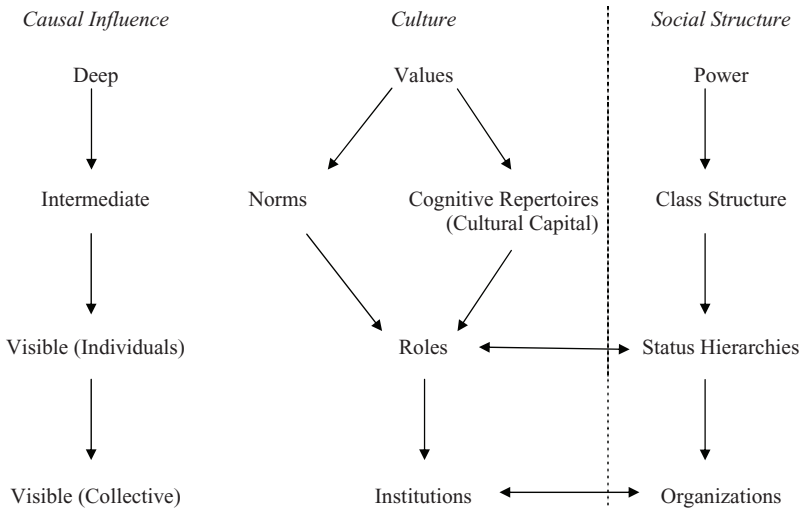 Causal Influence Culture Social Structure
Deep Values Power
Intermediate Norms Cognitive Repertoires Class Structure
(Cultural Capital)
Visible (Individuals) Roles Status Hierarchies
Visible (Collective) Institutions Organizations